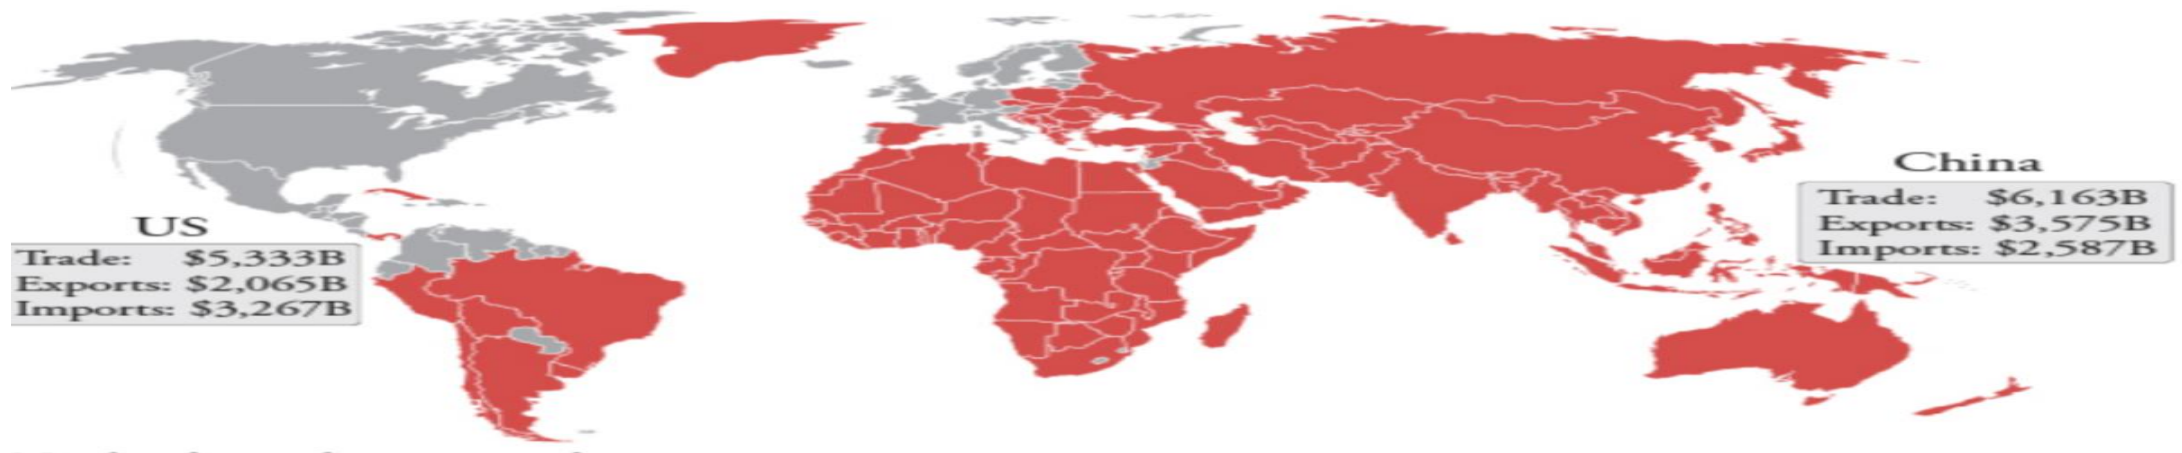 US
Trade: $5,333B
Exports: $2,065B
Imports: $3,267B
China
Trade: $6,163B
Exports: $3,575B
Imports: $2,587B